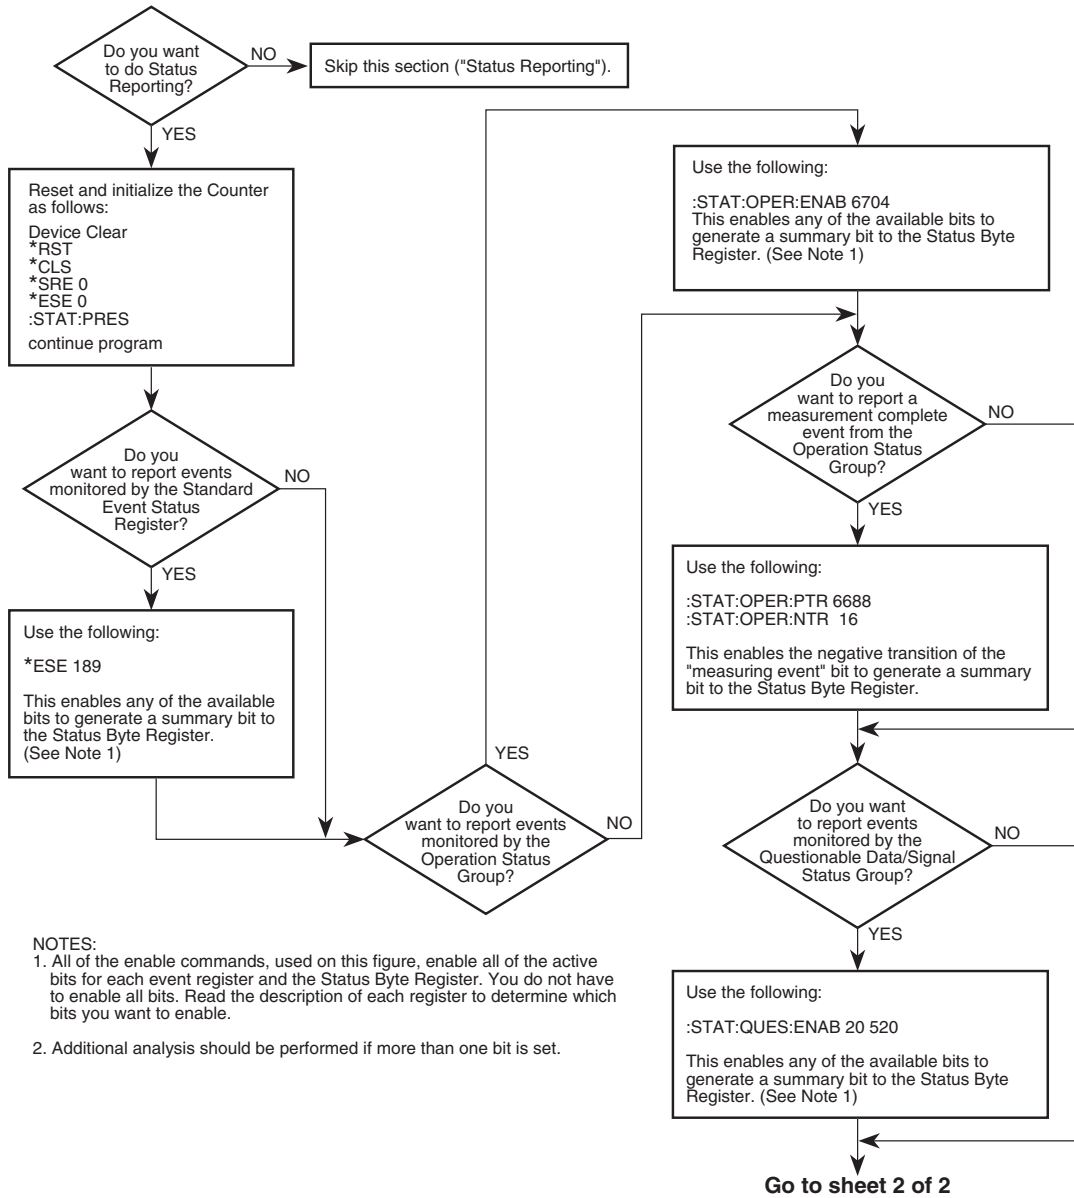 Do you want
to do Status
Reporting?
NO
Skip this section ("Status Reporting").
YES
Reset and initialize the Counter
as follows:
Device Clear
*RST
*CLS
*SRE 0
*ESE 0
:STAT:PRES
continue program
Do you
want to report events
monitored by the Standard
Event Status
Register?
NO
YES
Use the following:
*ESE 189
This enables any of the available
bits to generate a summary bit to
the Status Byte Register.
(See Note 1)
Do you
want to report events
monitored by the
Operation Status
Group?
YES
NO
Use the following:
:STAT:OPER:ENAB 6704
This enables any of the available bits to
generate a summary bit to the Status Byte
Register. (See Note 1)
Do you
want to report a
measurement complete
event from the
Operation Status
Group?
NO
YES
Use the following:
:STAT:OPER:PTR 6688
:STAT:OPER:NTR 16
This enables the negative transition of the
"measuring event" bit to generate a summary
bit to the Status Byte Register.
Do you want
to report events
monitored by the
Questionable Data/Signal
Status Group?
NO
YES
Use the following:
:STAT:QUES:ENAB 20 520
This enables any of the available bits to
generate a summary bit to the Status Byte
Register. (See Note 1)
Go to sheet 2 of 2
NOTES:
1. All of the enable commands, used on this figure, enable all of the active
bits for each event register and the Status Byte Register. You do not have
to enable all bits. Read the description of each register to determine which
bits you want to enable.
2. Additional analysis should be performed if more than one bit is set.